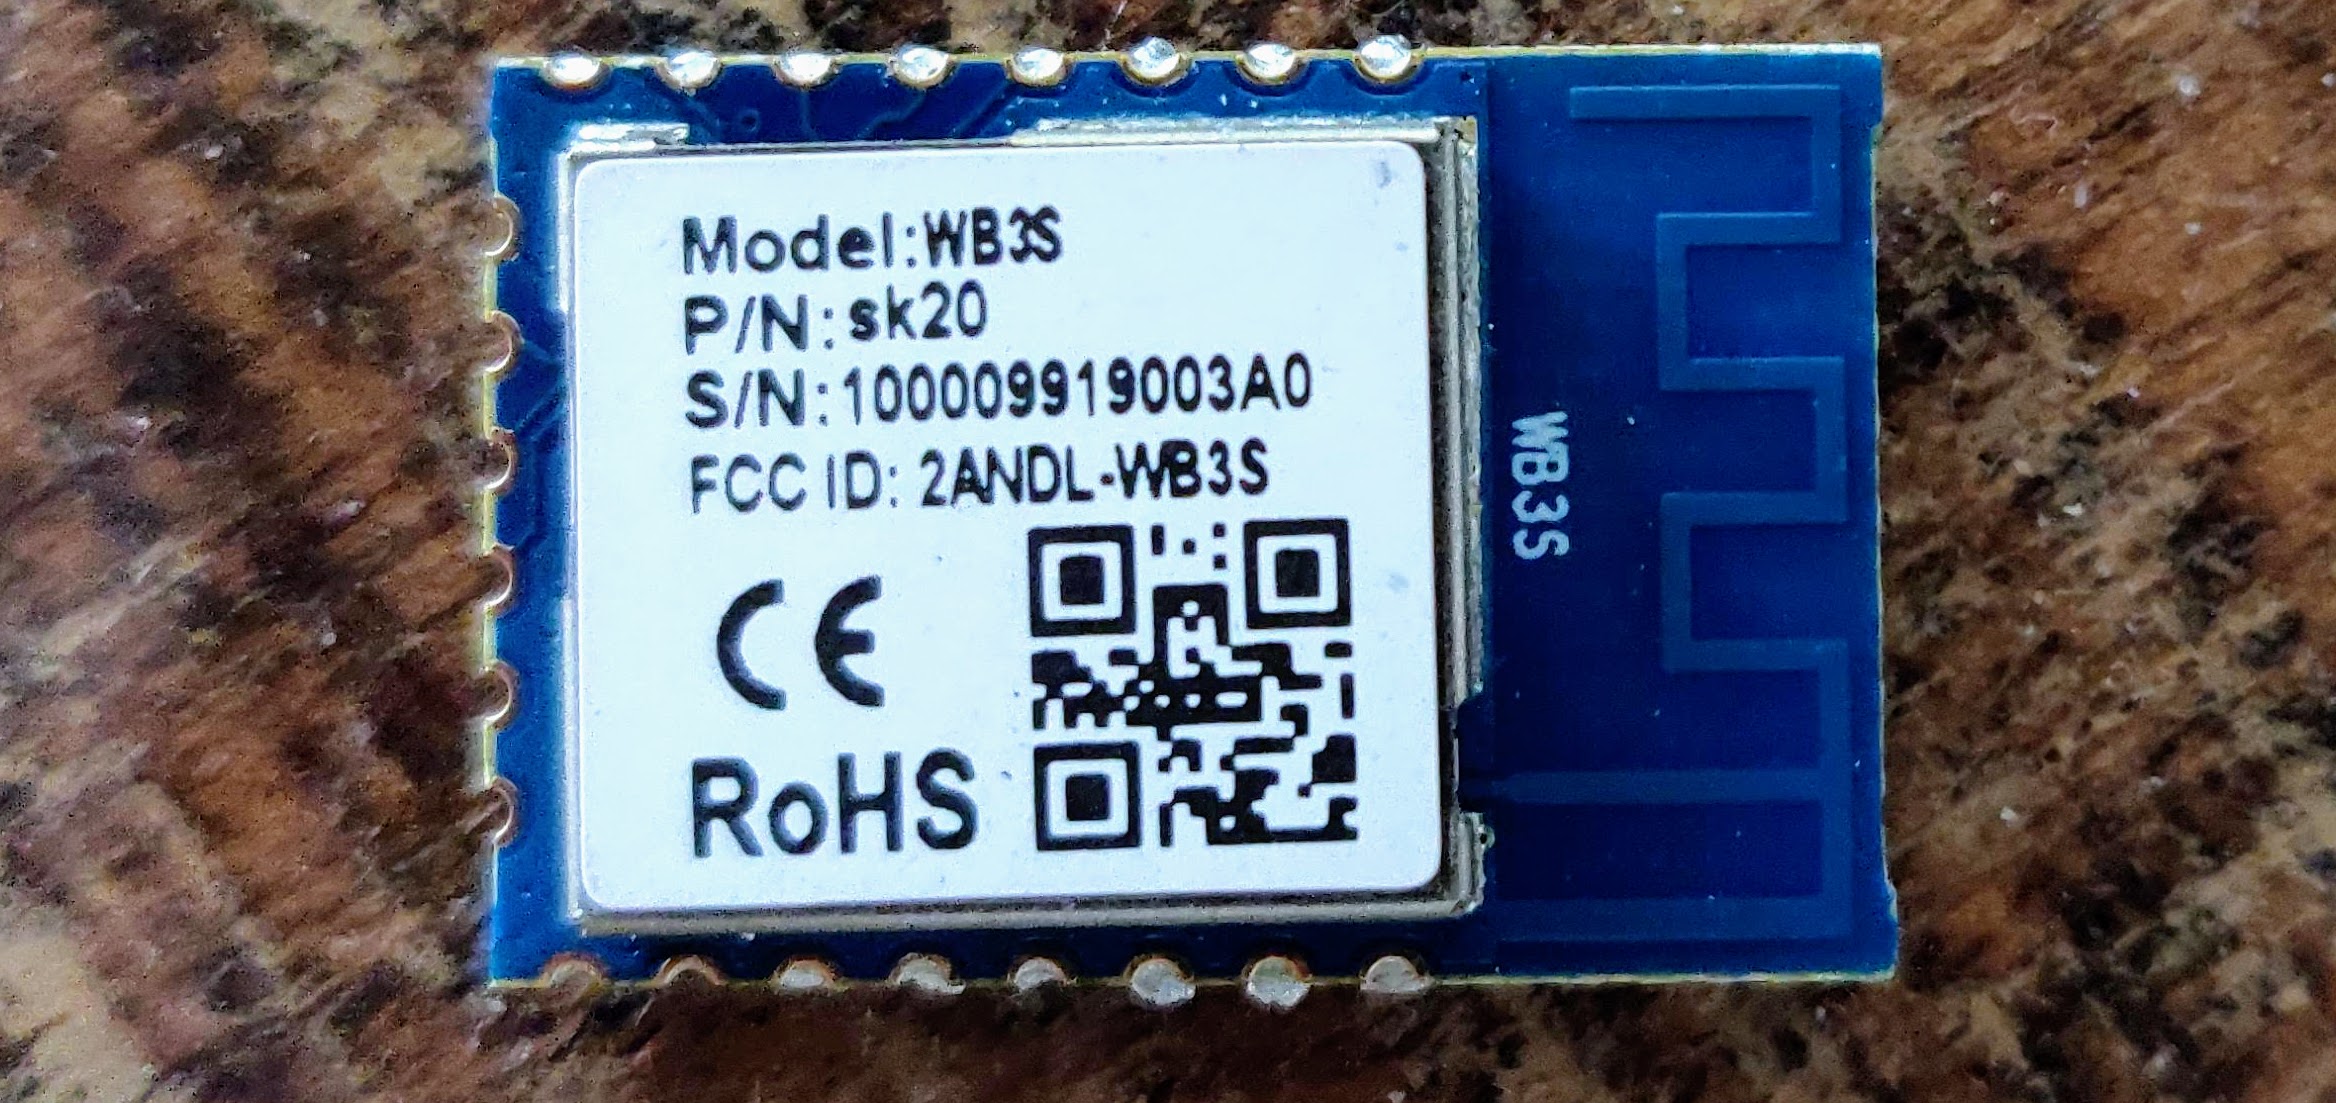 Model:WB3S
P/N:sk20
S/N:100009919003A0
FCC ID: 2ANDL-WB3S
CE
RoHS
WB3S